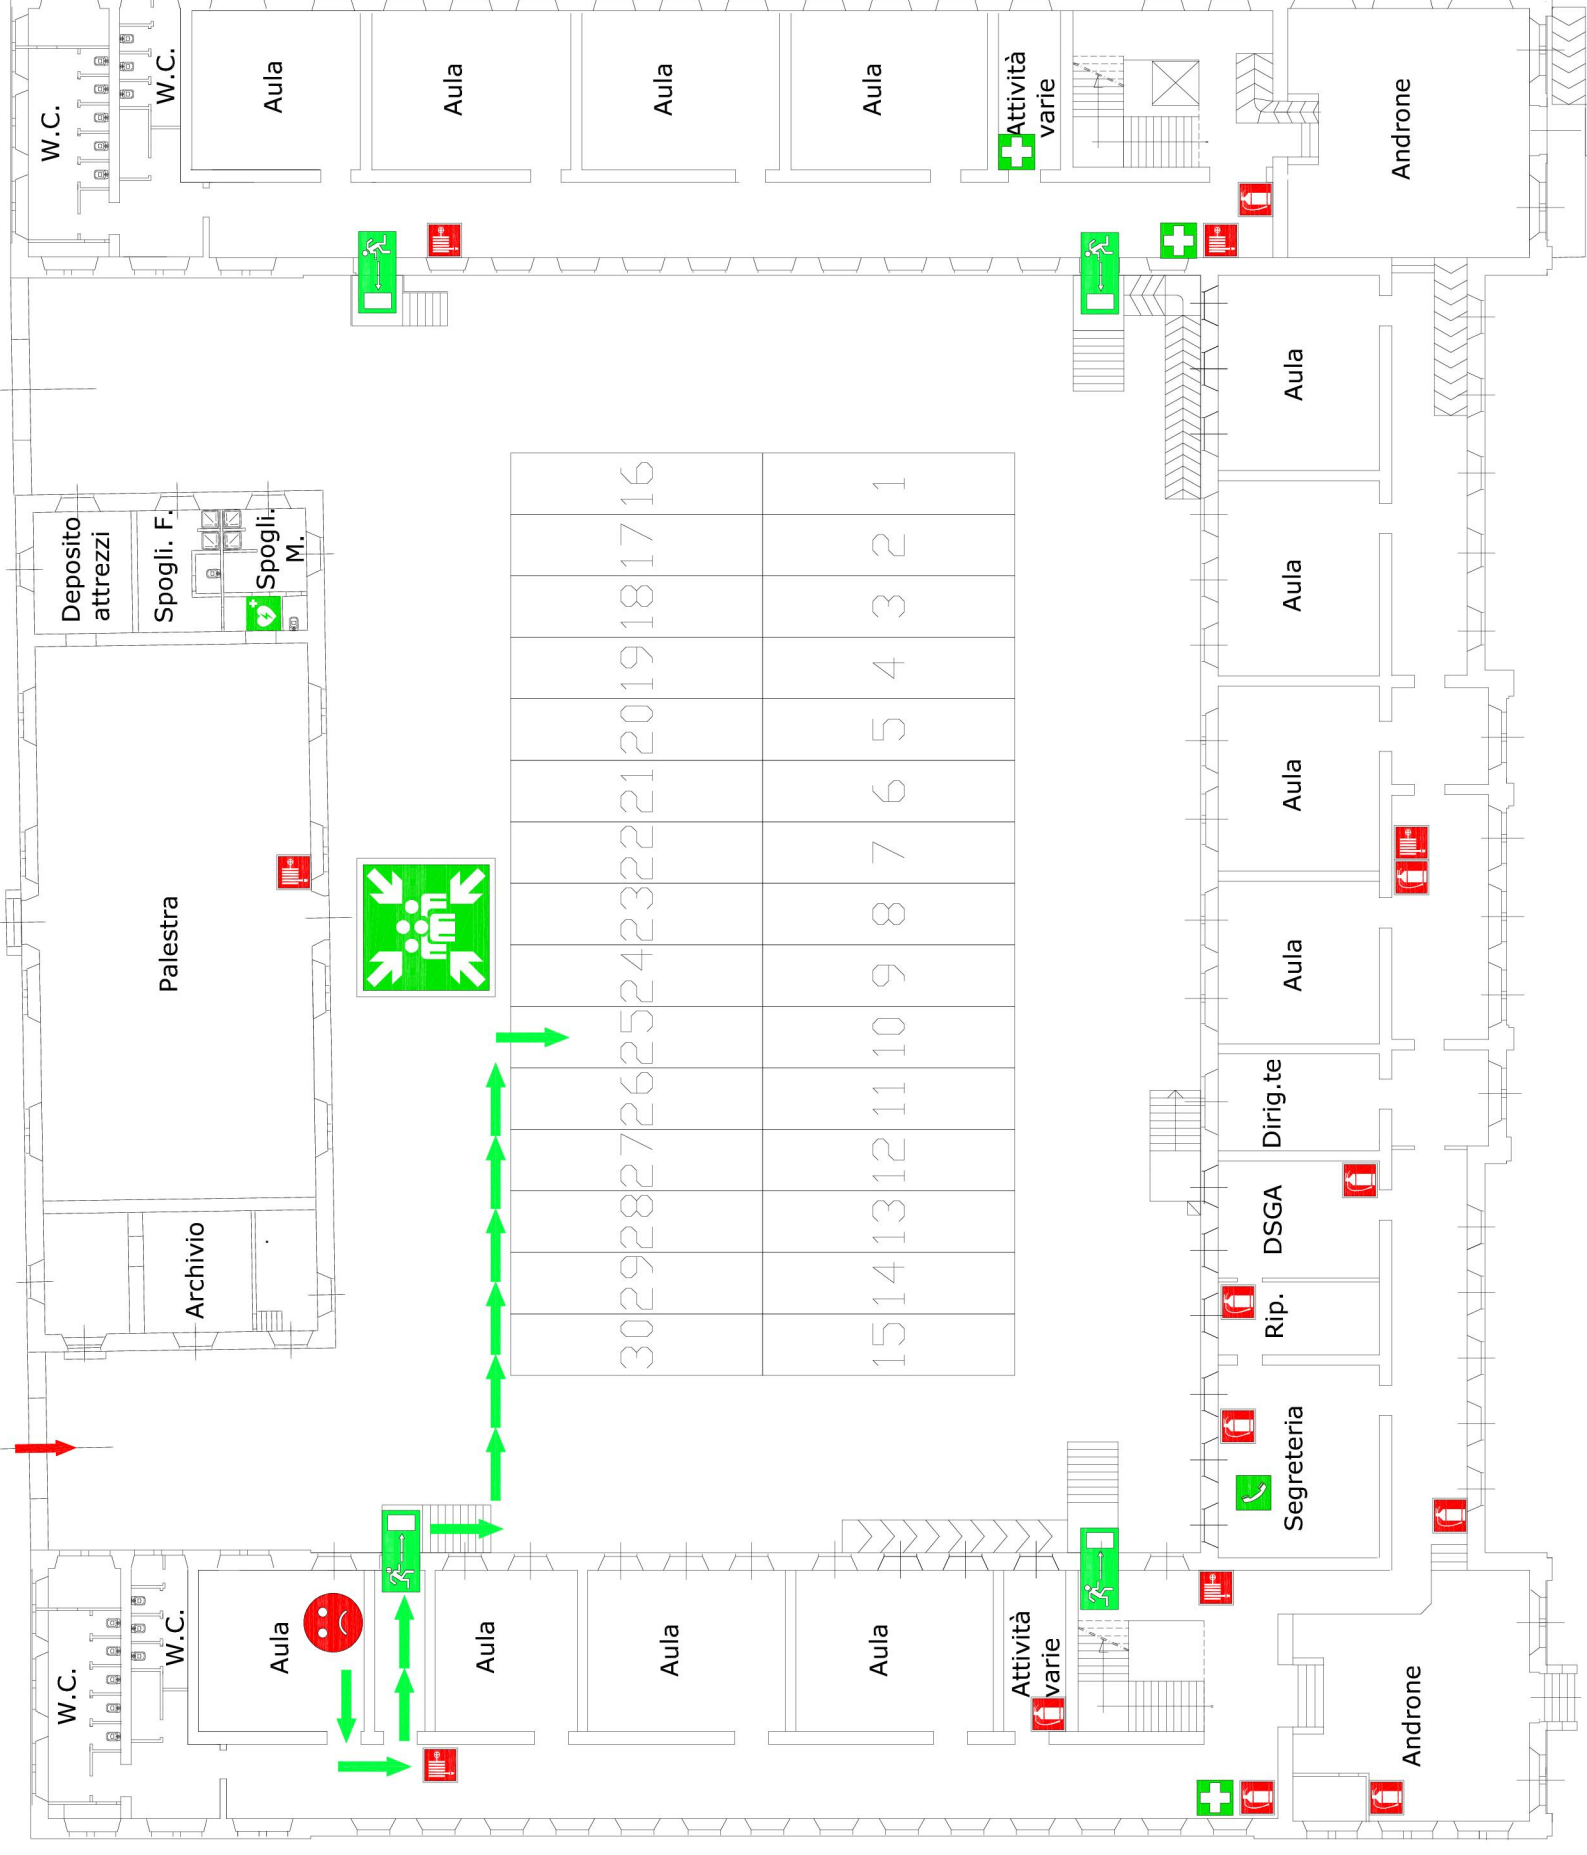 W.C.
W.C.
Aula
Aula
Aula
Aula
Attività
varie
Androne
Aula
Aula
Aula
Aula
Dirig.te
DSGA
Rip.
Segreteria
Deposito
attrezzi
Spogli. F.
Spogli.
M.
Palestra
Archivio
16
17
18
19
20
21
22
23
24
25
26
27
28
29
30
1
2
3
4
5
6
7
8
9
10
11
12
13
14
15
W.C.
W.C.
Aula
Aula
Aula
Aula
Attività
varie
Androne